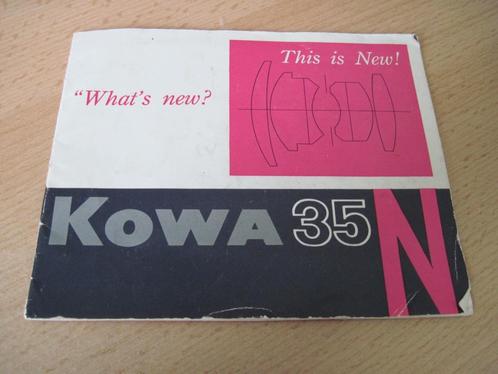 This is New!
“What's new?
KOWA 35 N